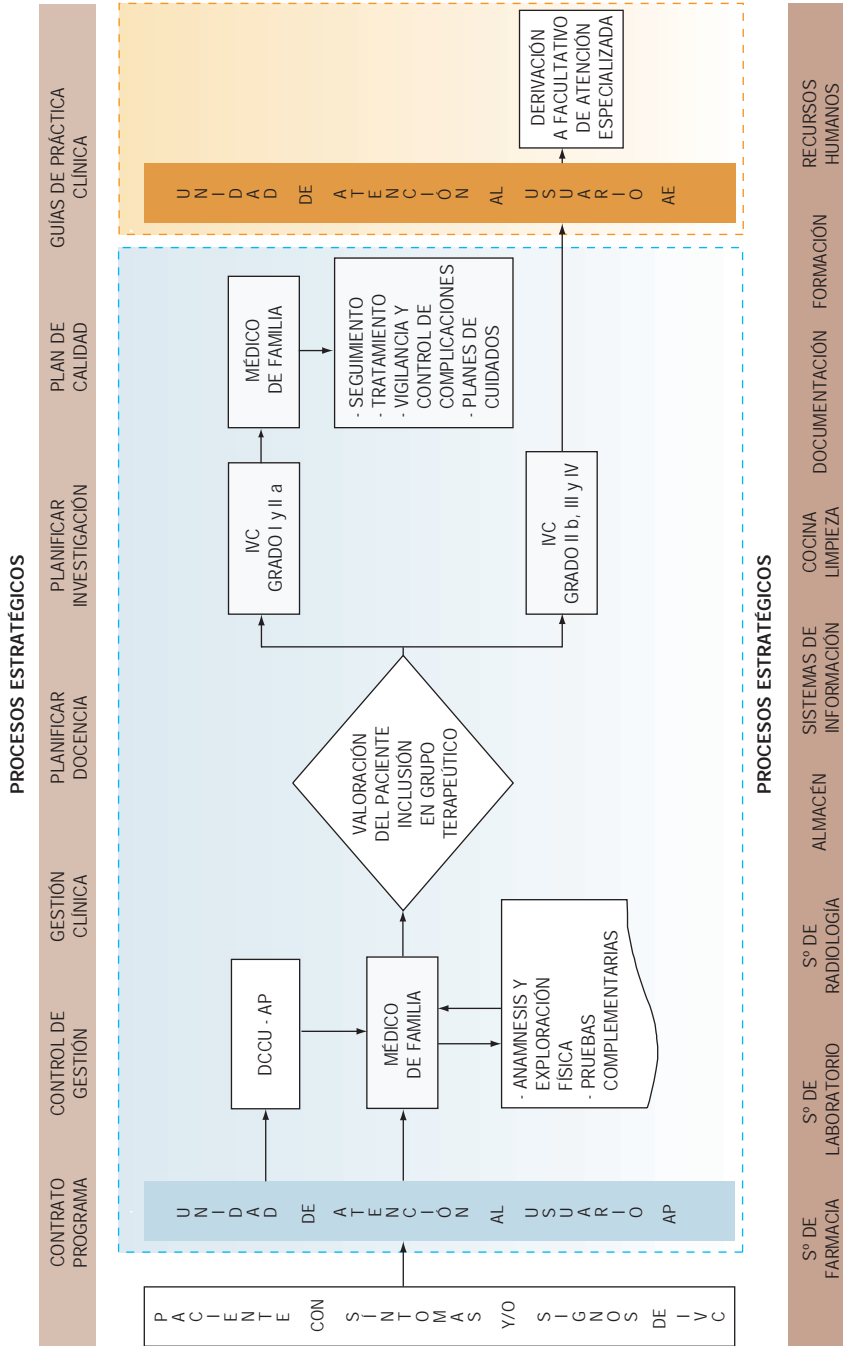 PROCESOS ESTRATÉGICOS
CONTRATO
PROGRAMA
CONTROL DE
GESTIÓN
GESTIÓN
CLÍNICA
PLANIFICAR
DOCENCIA
PLANIFICAR
INVESTIGACIÓN
PLAN DE
CALIDAD
GUÍAS DE PRÁCTICA
CLÍNICA
PACIENTE CON SÍNTOMAS Y/O SIGNOS DE IVC
UNIDAD DE ATENCIÓN AL USUARIO AP
DCCU - AP
MÉDICO
DE FAMILIA
- ANAMNESIS Y
EXPLORACIÓN
FÍSICA
- PRUEBAS
COMPLEMENTARIAS
VALORACIÓN
DEL PACIENTE
INCLUSIÓN
EN GRUPO
TERAPEÚTICO
IVC
GRADO I y II a
MÉDICO
DE FAMILIA
- SEGUIMIENTO
- TRATAMIENTO
- VIGILANCIA Y
CONTROL DE
COMPLICACIONES
- PLANES DE
CUIDADOS
IVC
GRADO II b, III y IV
UNIDAD DE ATENCIÓN AL USUARIO AE
DERIVACIÓN
A FACULTATIVO
DE ATENCIÓN
ESPECIALIZADA
PROCESOS ESTRATÉGICOS
Sº DE
FARMACIA
Sº DE
LABORATORIO
Sº DE
RADIOLOGÍA
ALMACÉN
SISTEMAS DE
INFORMACIÓN
COCINA
LIMPIEZA
DOCUMENTACIÓN
FORMACIÓN
RECURSOS
HUMANOS